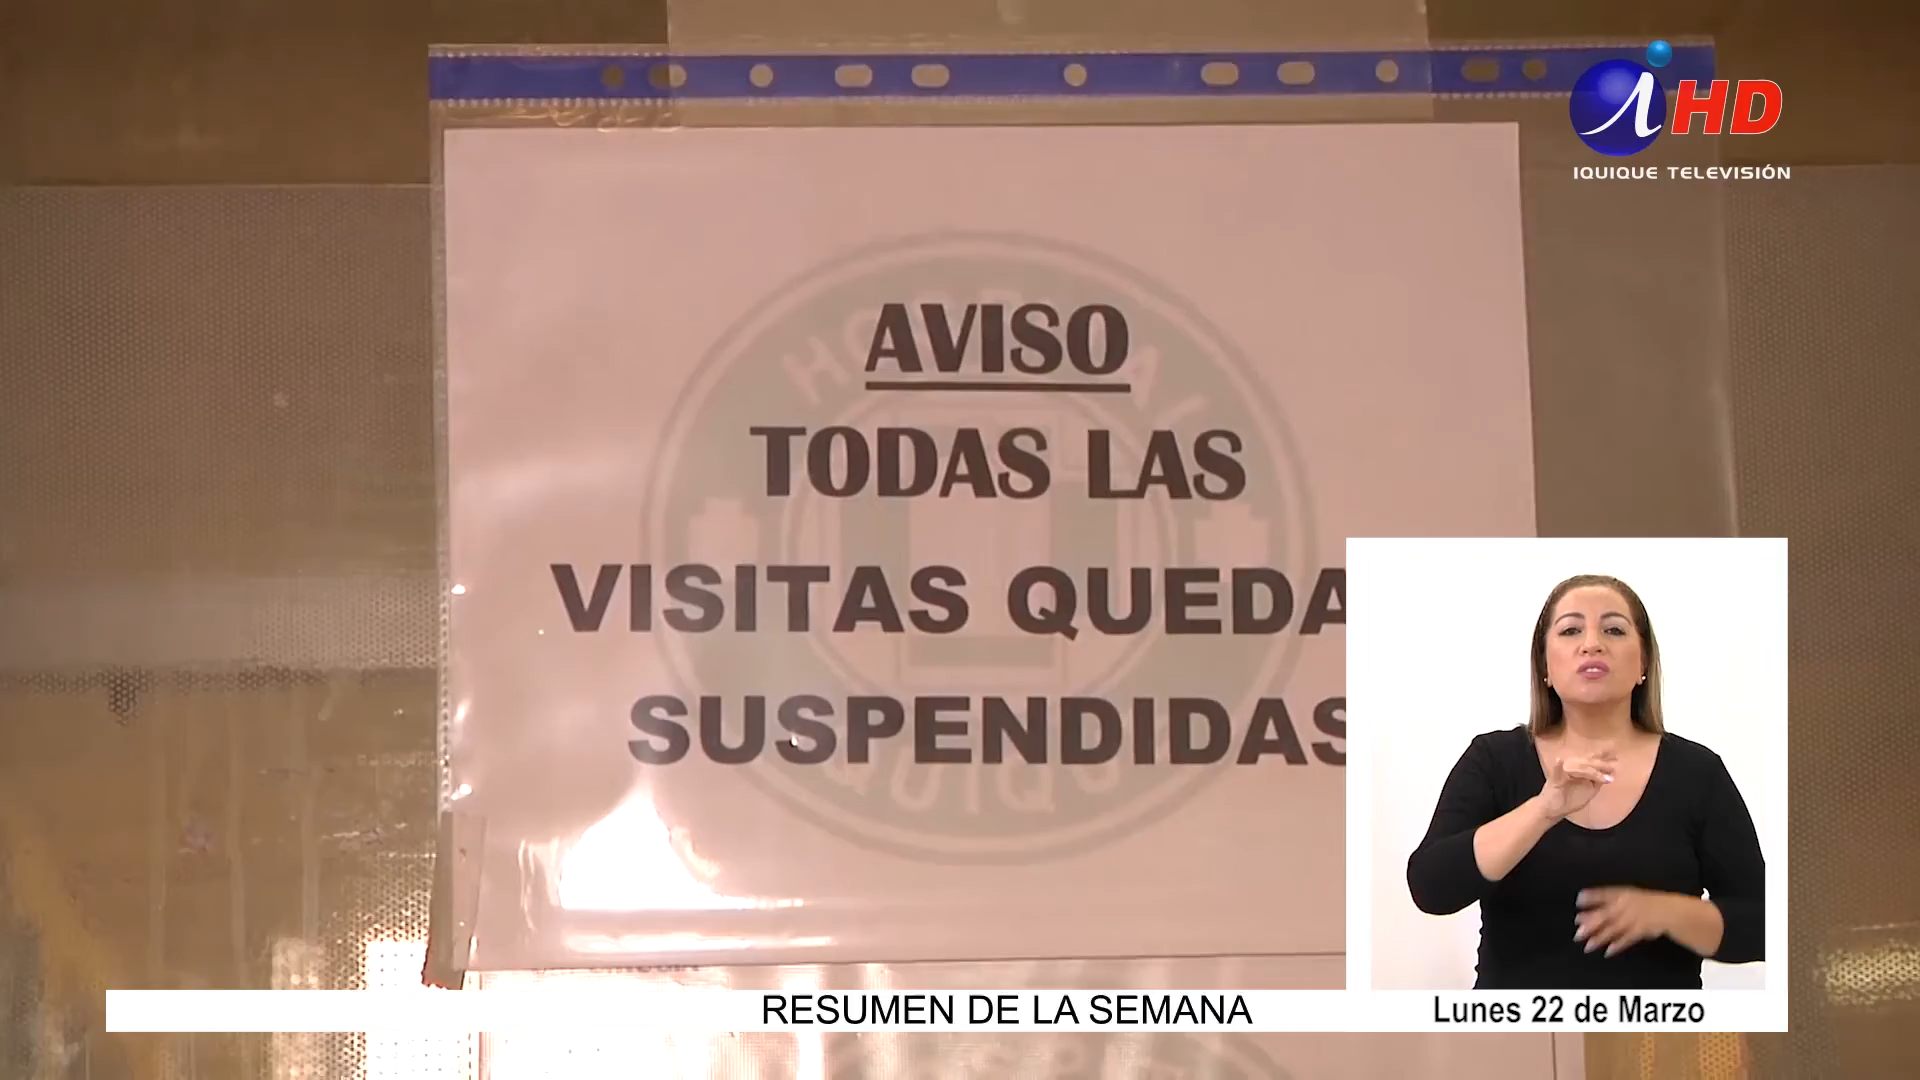 HD
IQUIQUE TELEVISIÓN
AVISO
TODAS LAS
VISITAS QUEDA
SUSPENDIDAS
RESUMEN DE LA SEMANA
Lunes 22 de Marzo